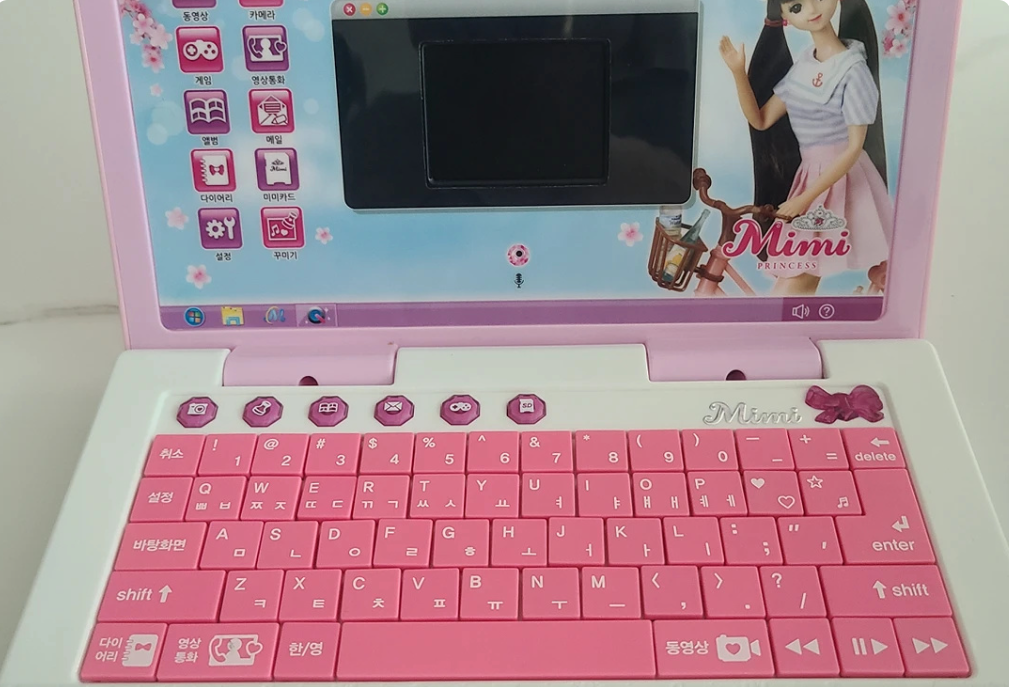 동영상 카메라
게임 영상통화
앨범 메일
다이어리 미미카드
설정 꾸미기
Mimi
PRINCESS
?
SD
Mimi
취소 ! 1 @ 2 # 3 $ 4 % 5 ^ 6 & 7 * 8 ( 9 ) 0 — _ + = ← delete
설정 Q ㅃ ㅂ W ㅉ ㅈ E ㄸ ㄷ R ㄲ ㄱ T ㅆ ㅅ Y ㅛ U ㅕ I ㅑ O ㅒ ㅐ P ㅖ ㅔ ♥ ♡ ☆ ♬
바탕화면 A ㅁ S ㄴ D ㅇ F ㄹ G ㅎ H ㅗ J ㅓ K ㅏ L ㅣ : ; " ' enter
shift Z ㅋ X ㅌ C ㅊ V ㅍ B ㅠ N ㅜ M ㅡ < , > . ? / shift
다이
어리
영상
통화
한/영 동영상